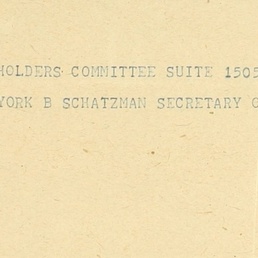 HOLDERS COMMITTEE SUITE 1505
YORK B SCHATZMAN SECRETARY